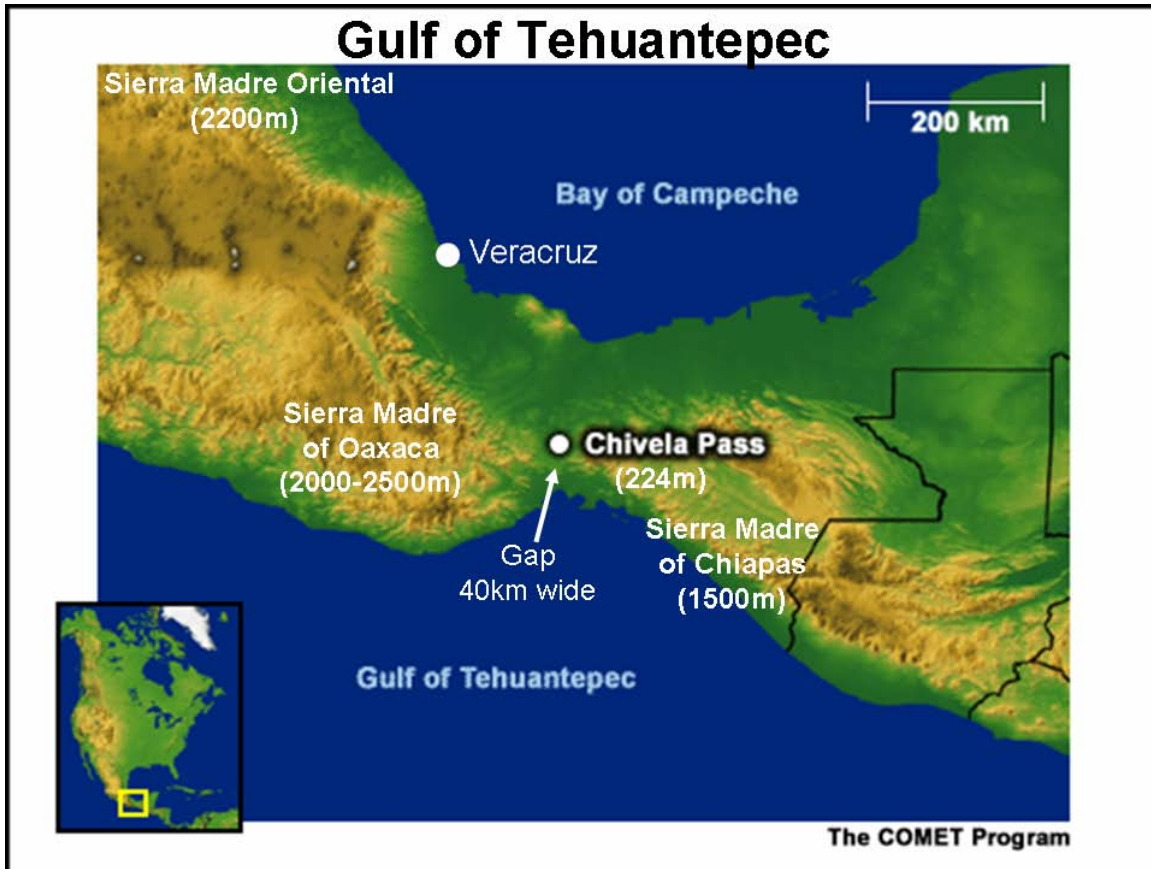 Gulf of Tehuantepec
Sierra Madre Oriental
(2200m)
200 km
Bay of Campeche
Veracruz
Sierra Madre
of Oaxaca
(2000-2500m)
Chivela Pass
(224m)
Gap
40km wide
Sierra Madre
of Chiapas
(1500m)
Gulf of Tehuantepec
The COMET Program